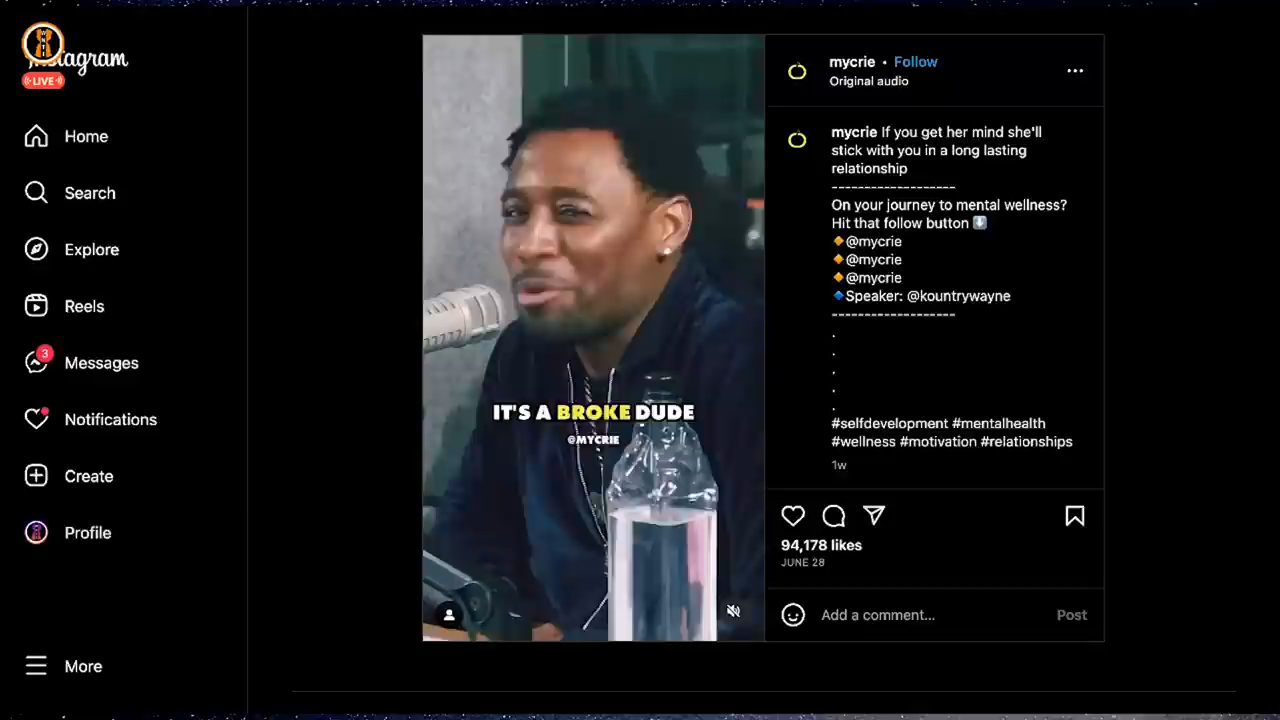 Instagram
LIVE
Home
Search
Explore
Reels
3
Messages
Notifications
Create
Profile
More
IT'S A BROKE DUDE
@MYCRIE
mycrie • Follow
Original audio
mycrie If you get her mind she'll
stick with you in a long lasting
relationship
-------------------
On your journey to mental wellness?
Hit that follow button ⬇️
🔸@mycrie
🔸@mycrie
🔸@mycrie
🔹Speaker: @kountrywayne
-------------------
.
.
.
.
.
#selfdevelopment #mentalhealth
#wellness #motivation #relationships
1w
94,178 likes
JUNE 28
Add a comment...
Post